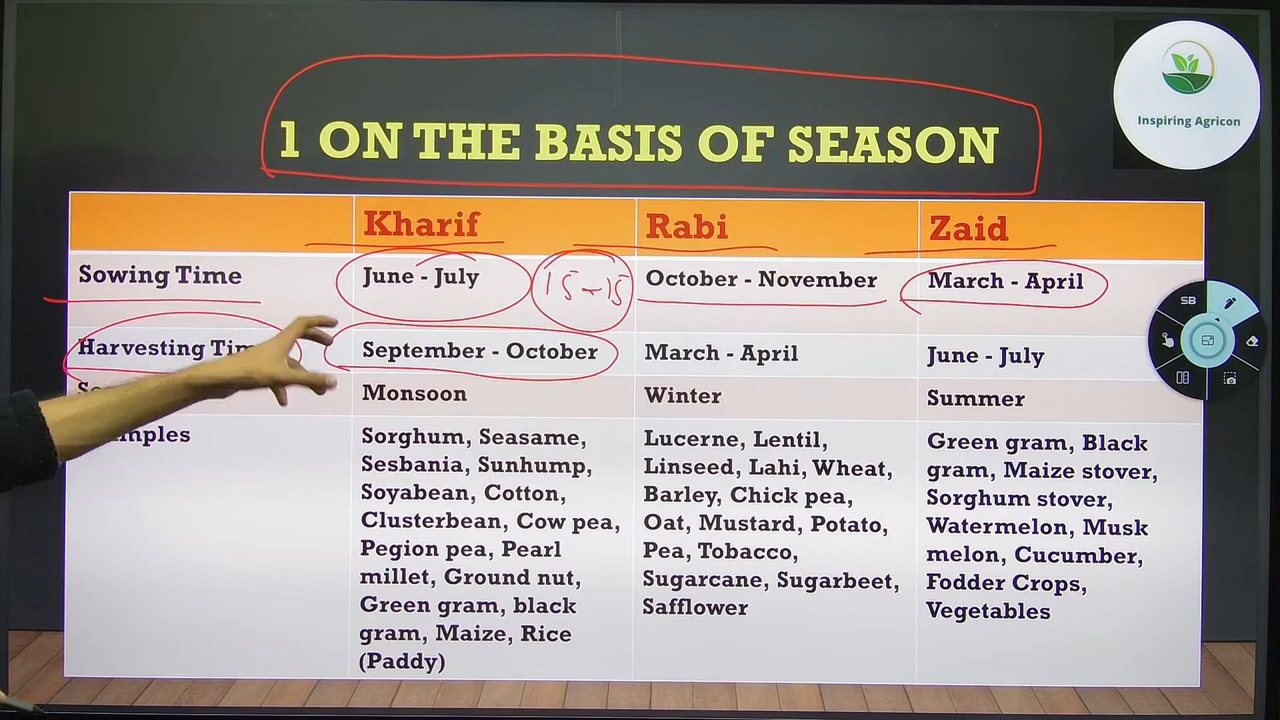 Inspiring Agricon
1 ON THE BASIS OF SEASON
Kharif Rabi Zaid
Sowing Time June - July 15-15 October - November March - April
SB
Harvesting September - October March - April June - July
Monsoon Winter Summer
Sorghum, Seasame,
Sesbania, Sunhump,
Soyabean, Cotton,
Clusterbean, Cow pea,
Pegion pea, Pearl
millet, Ground nut,
Green gram, black
gram, Maize, Rice
(Paddy)
Lucerne, Lentil,
Linseed, Lahi, Wheat,
Barley, Chick pea,
Oat, Mustard, Potato,
Pea, Tobacco,
Sugarcane, Sugarbeet,
Safflower
Green gram, Black
gram, Maize stover,
Sorghum stover,
Watermelon, Musk
melon, Cucumber,
Fodder Crops,
Vegetables